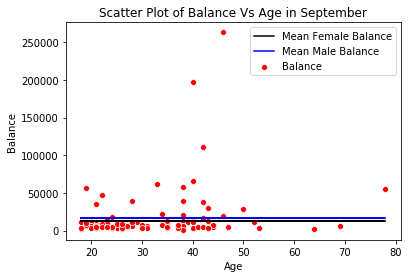 Scatter Plot of Balance Vs Age in September
Mean Female Balance
Mean Male Balance
Balance
250000
200000
150000
100000
50000
0
Balance
20
30
40
50
60
70
80
Age